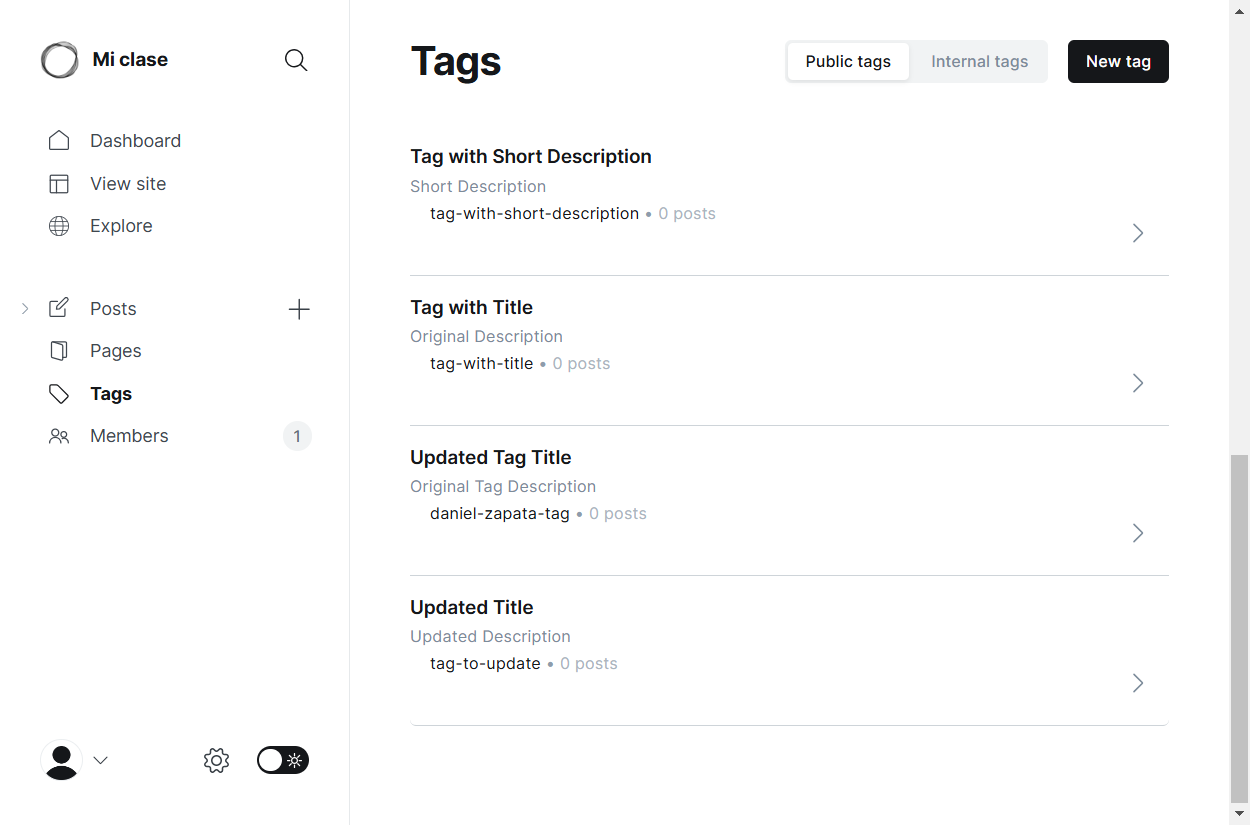 Mi clase
Dashboard
View site
Explore
Posts
Pages
Tags
Members
1
Tags
Public tags
Internal tags
New tag
Tag with Short Description
Short Description
tag-with-short-description • 0 posts
Tag with Title
Original Description
tag-with-title • 0 posts
Updated Tag Title
Original Tag Description
daniel-zapata-tag • 0 posts
Updated Title
Updated Description
tag-to-update • 0 posts